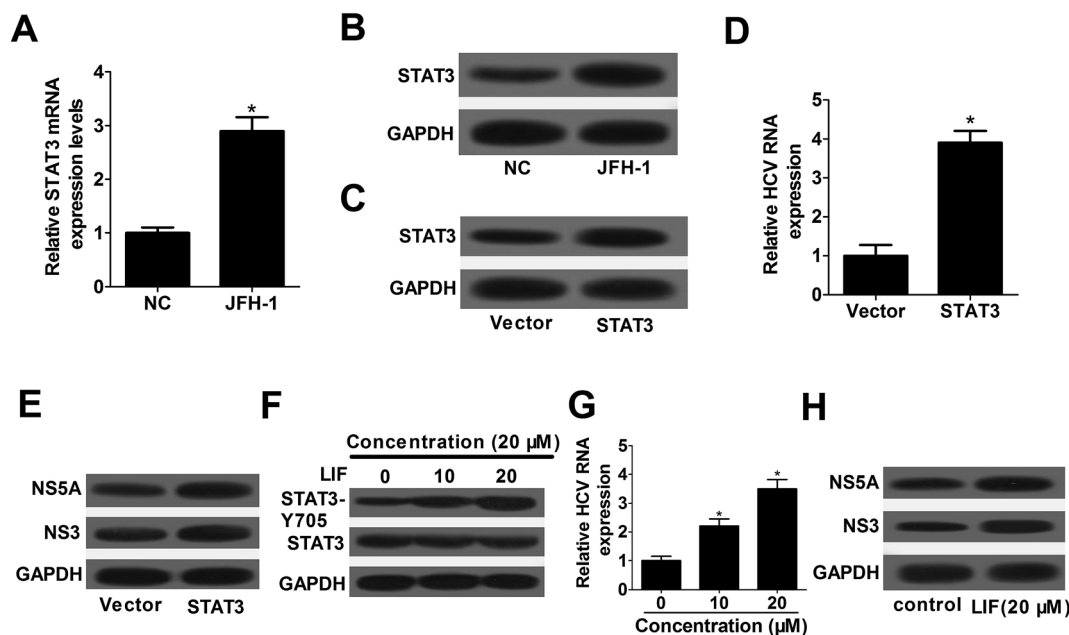 A
Relative STAT3 mRNA
expression levels
4
3
2
1
0
*
NC
JFH-1
B
STAT3
GAPDH
NC
JFH-1
C
STAT3
GAPDH
Vector
STAT3
D
Relative HCV RNA
expression
5
4
3
2
1
0
*
Vector
STAT3
E
NS5A
NS3
GAPDH
Vector
STAT3
F
Concentration (20 µM)
LIF
0 10 20
STAT3-
Y705
STAT3
GAPDH
G
Relative HCV RNA
expression
5
4
3
2
1
0
*
*
0 10 20
Concentration (µM)
H
NS5A
NS3
GAPDH
control
LIF(20 µM)